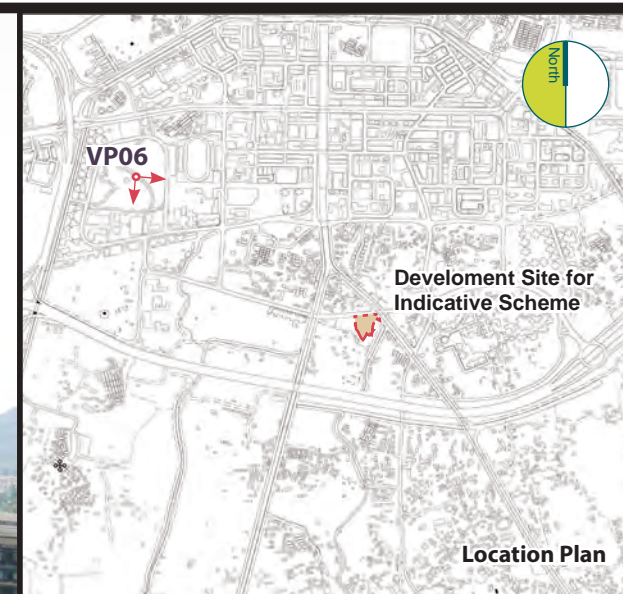 North
VP06
Develoment Site for
Indicative Scheme
Location Plan